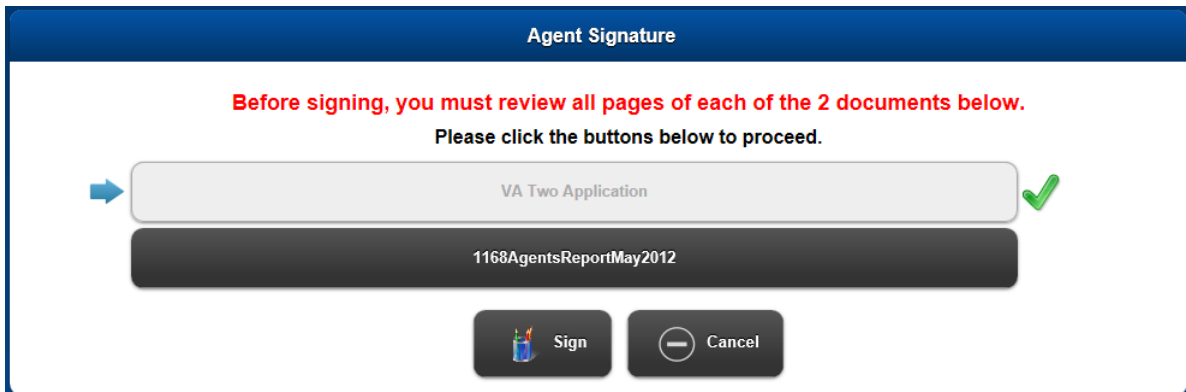 Agent Signature
Before signing, you must review all pages of each of the 2 documents below.
Please click the buttons below to proceed.
VA Two Application
1168AgentsReportMay2012
Sign
Cancel